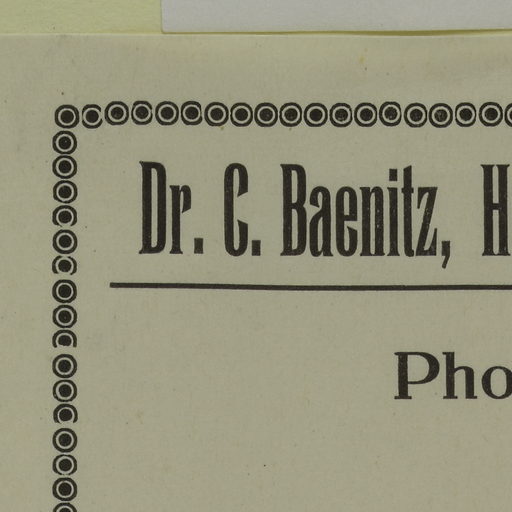 Dr. C. Baenitz, H
Pho